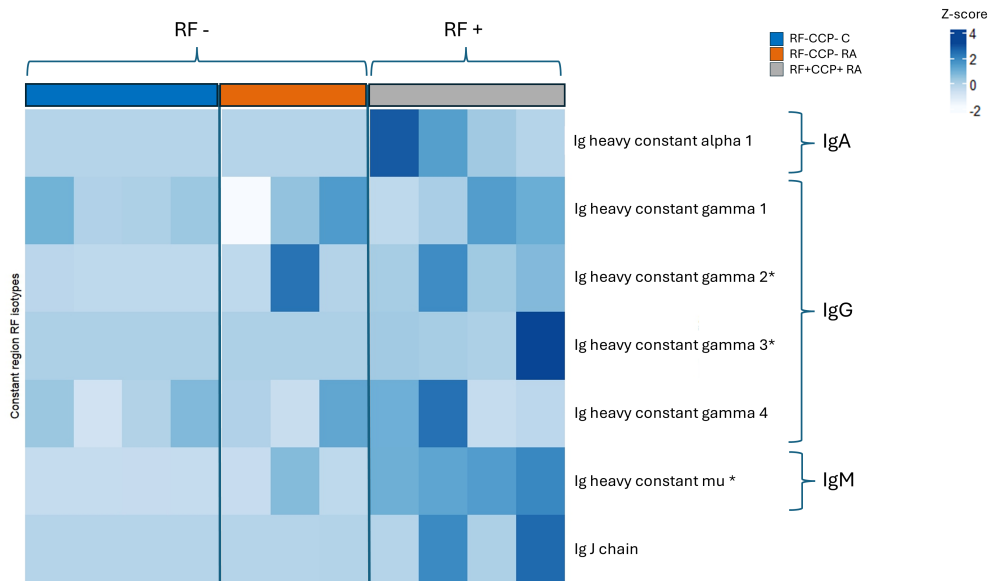 RF -
RF +
Z-score
RF-CCP- C
RF-CCP- RA
RF+CCP+ RA
4
2
0
-2
Ig heavy constant alpha 1
IgA
Ig heavy constant gamma 1
Ig heavy constant gamma 2*
IgG
Ig heavy constant gamma 3*
Ig heavy constant gamma 4
Ig heavy constant mu *
IgM
Ig J chain
Constant region RF isotypes